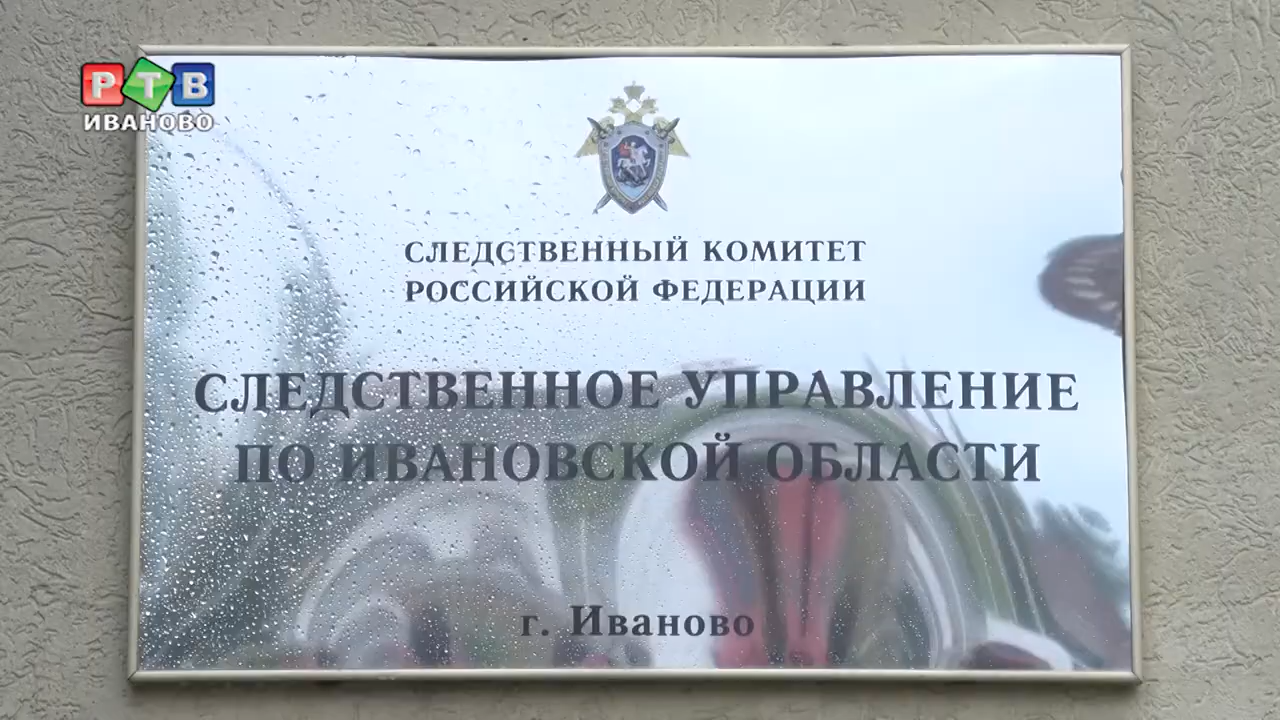 РТВ
ИВАНОВО
СЛЕДСТВЕННЫЙ КОМИТЕТ
РОССИЙСКОЙ ФЕДЕРАЦИИ
СЛЕДСТВЕННОЕ УПРАВЛЕНИЕ
ПО ИВАНОВСКОЙ ОБЛАСТИ
г. Иваново